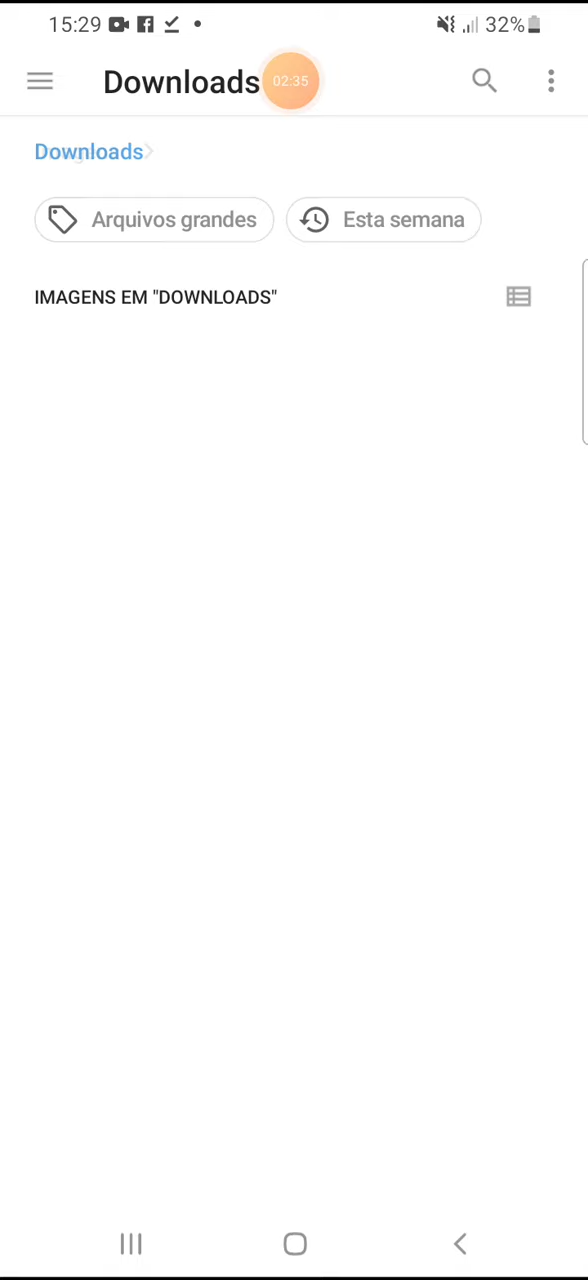 15:29 32%
Downloads 02:35
Downloads
Arquivos grandes Esta semana
IMAGENS EM "DOWNLOADS"